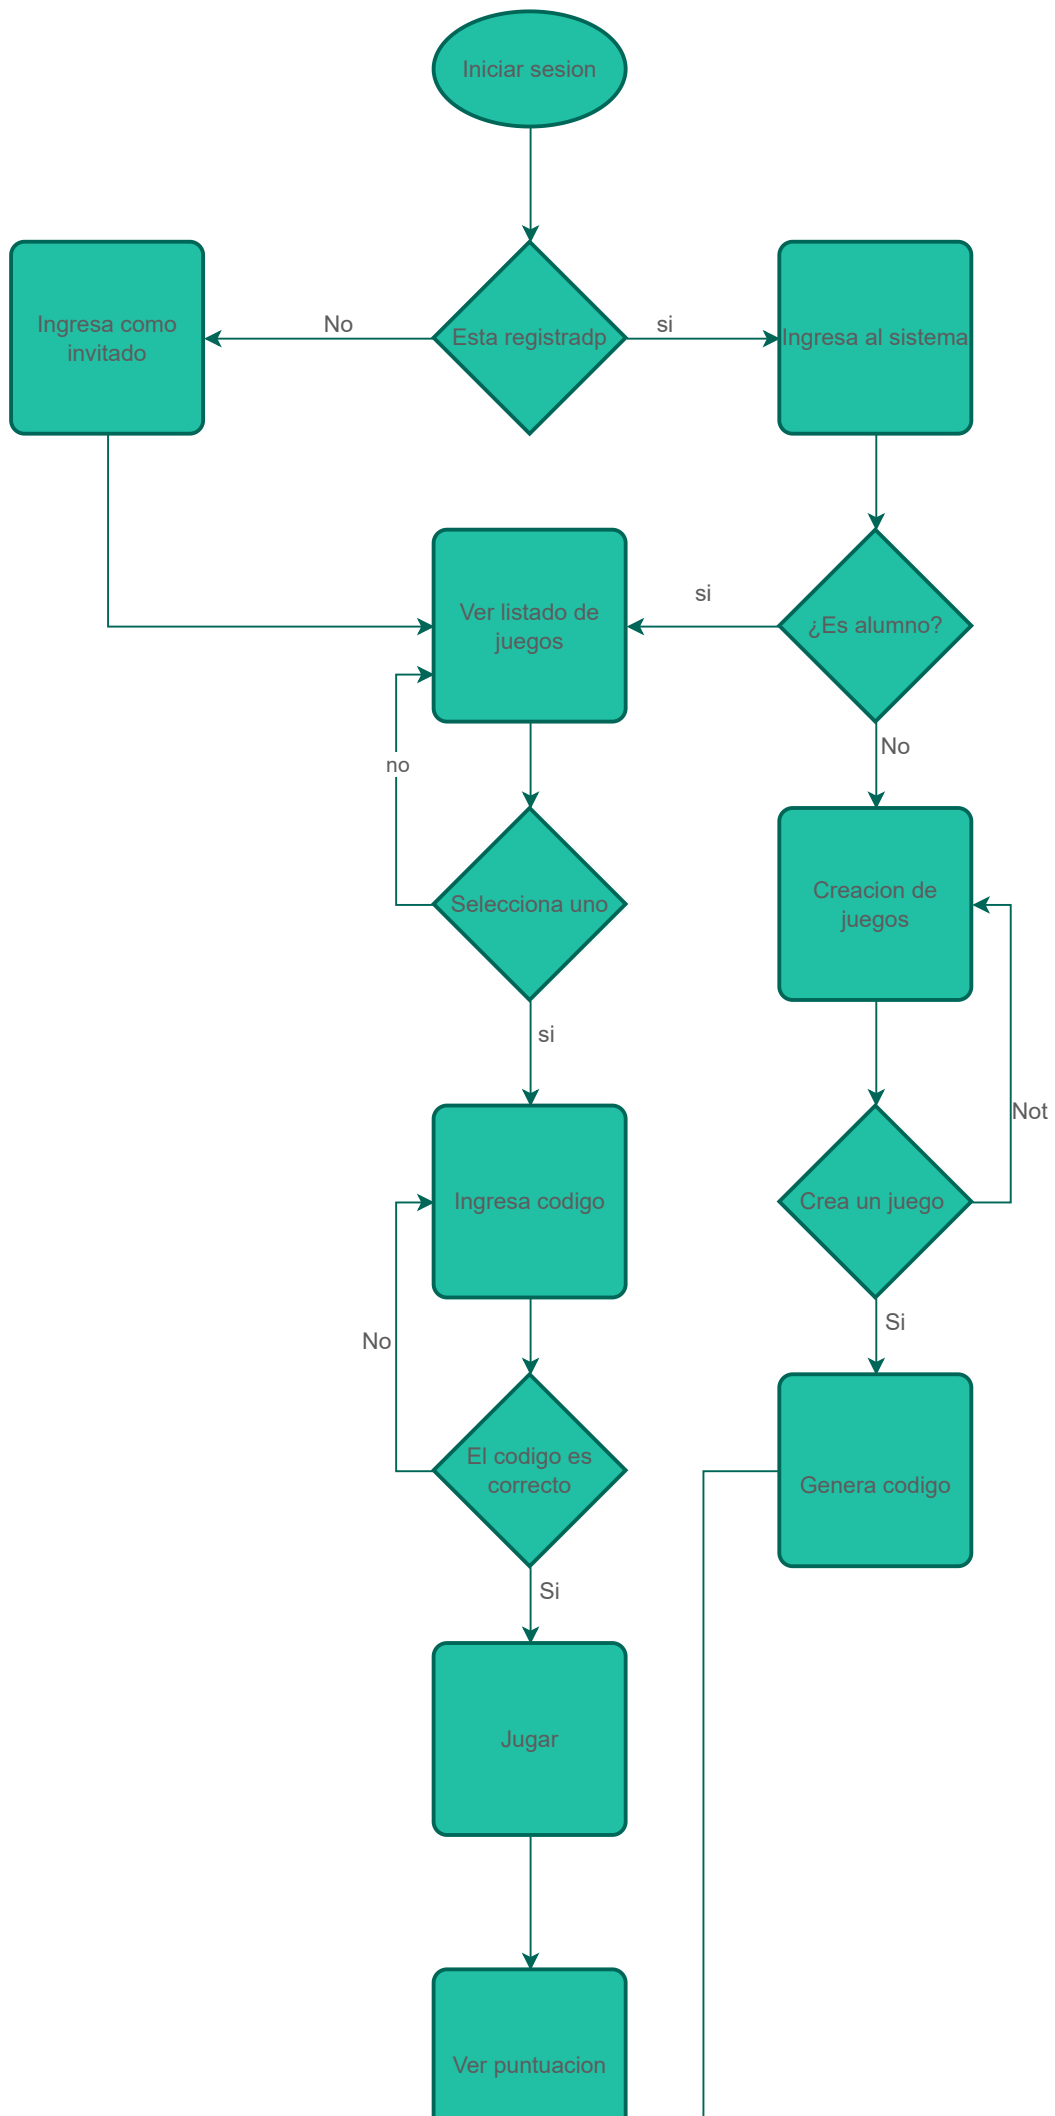 Iniciar sesion
Ingresa como
invitado
No
Esta registradp
si
Ingresa al sistema
Ver listado de
juegos
si
¿Es alumno?
No
no
Selecciona uno
Creacion de
juegos
si
Not
Ingresa codigo
Crea un juego
Si
No
El codigo es
correcto
Genera codigo
Si
Jugar
Ver puntuacion